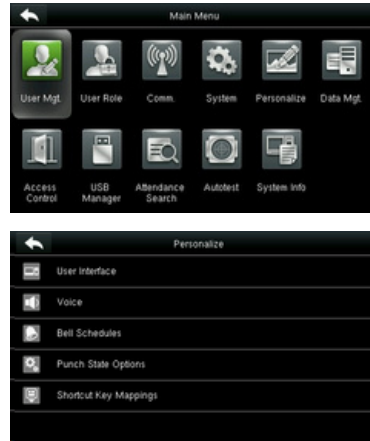 Main Menu
User Mgt. User Role Comm. System Personalize Data Mgt.
Access Control USB Manager Attendance Search Autotest System Info
Personalize
User Interface
Voice
Bell Schedules
Punch State Options
Shortcut Key Mappings